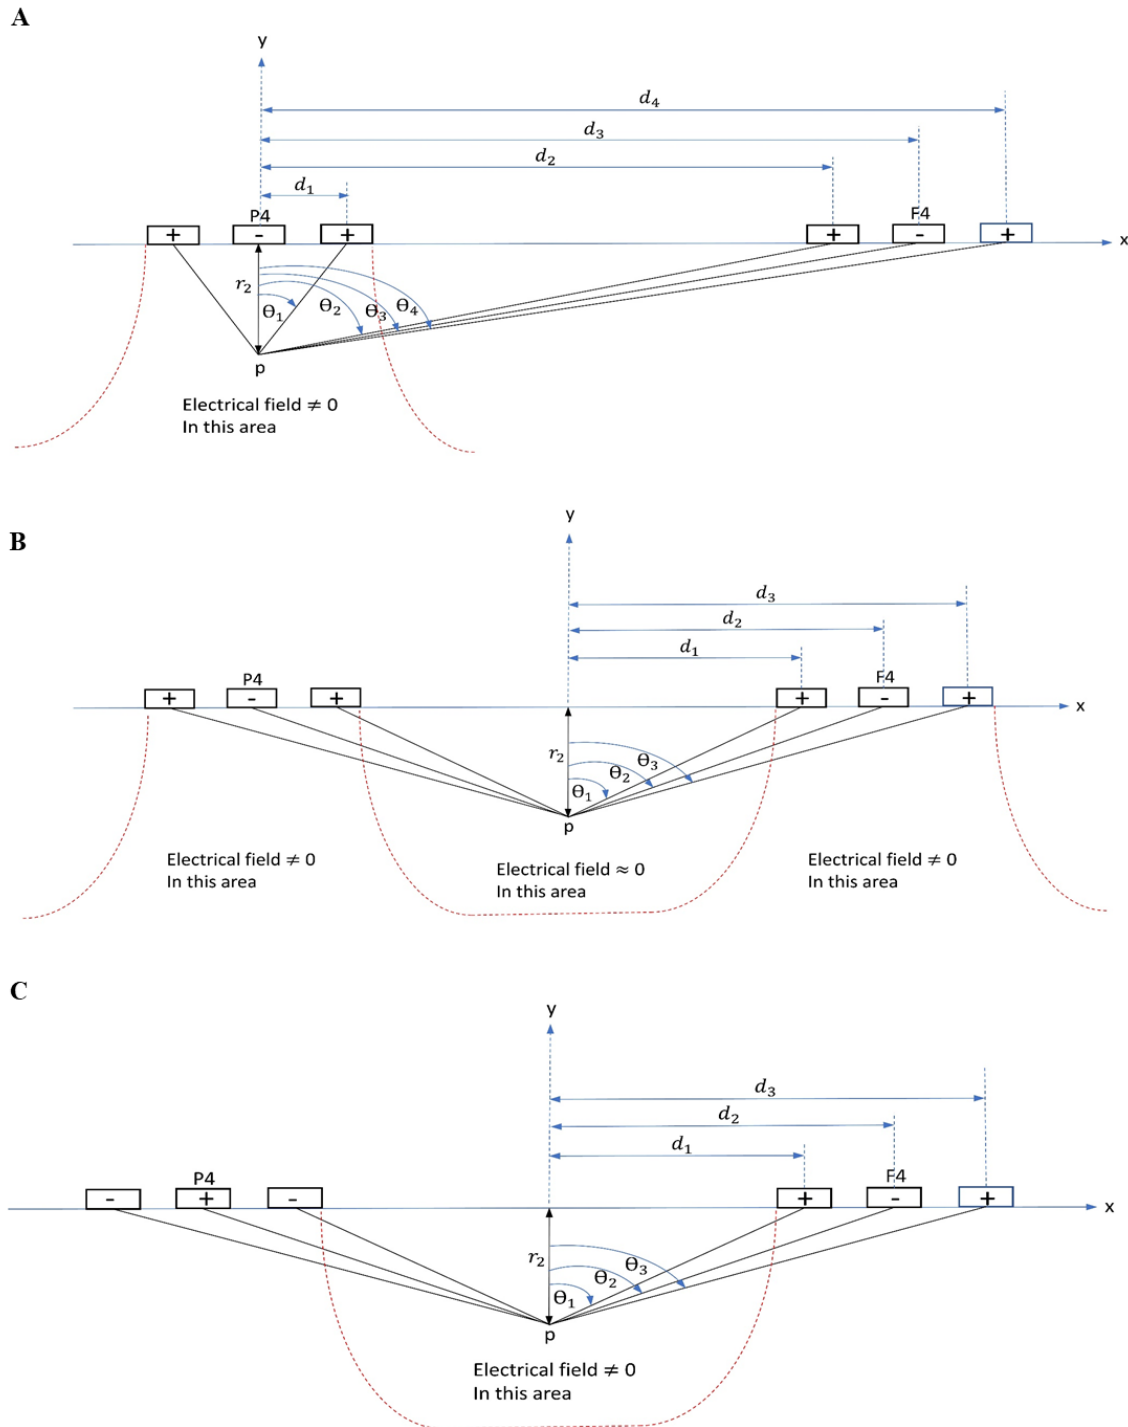 A
y
d₄
d₃
d₂
d₁
P4
F4
+ - + + - +
x
r₂
Θ₁ Θ₂ Θ₃ Θ₄
p
Electrical field ≠ 0
In this area
B
y
d₃
d₂
d₁
P4
F4
+ - + + - +
x
r₂
Θ₁ Θ₂ Θ₃
p
Electrical field ≠ 0
In this area
Electrical field ≈ 0
In this area
Electrical field ≠ 0
In this area
C
y
d₃
d₂
d₁
P4
F4
- + - + - +
x
r₂
Θ₁ Θ₂ Θ₃
p
Electrical field ≠ 0
In this area